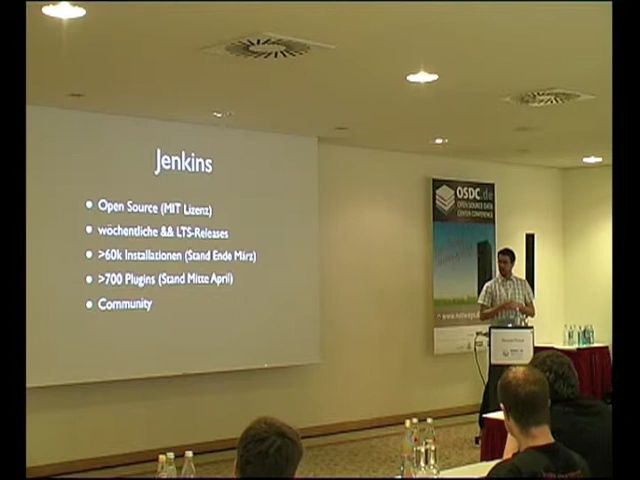 Jenkins
Open Source (MIT Lizenz)
wöchentliche && LTS-Releases
>60k Installationen (Stand Ende März)
>700 Plugins (Stand Mitte April)
Community
OSDC.de
OPEN SOURCE DATA
CENTER CONFERENCE